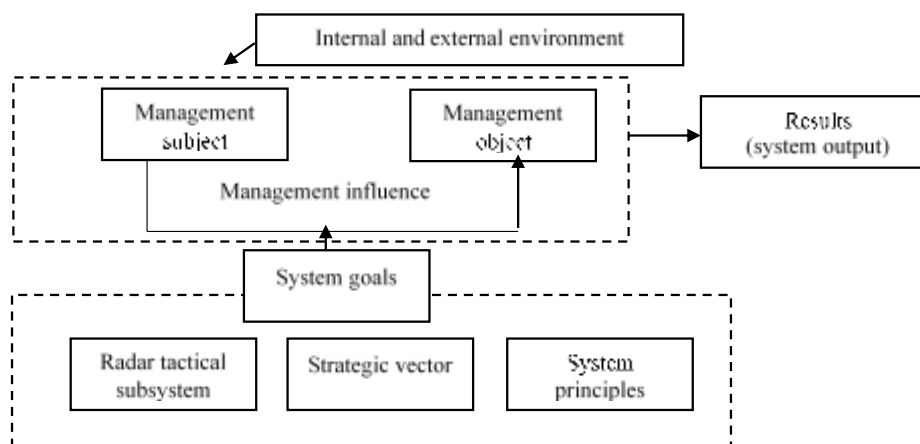 Internal and external environment
Management
subject
Management
object
Results
(system output)
Management influence
System goals
Radar tactical
subsystem
Strategic vector
System
principles